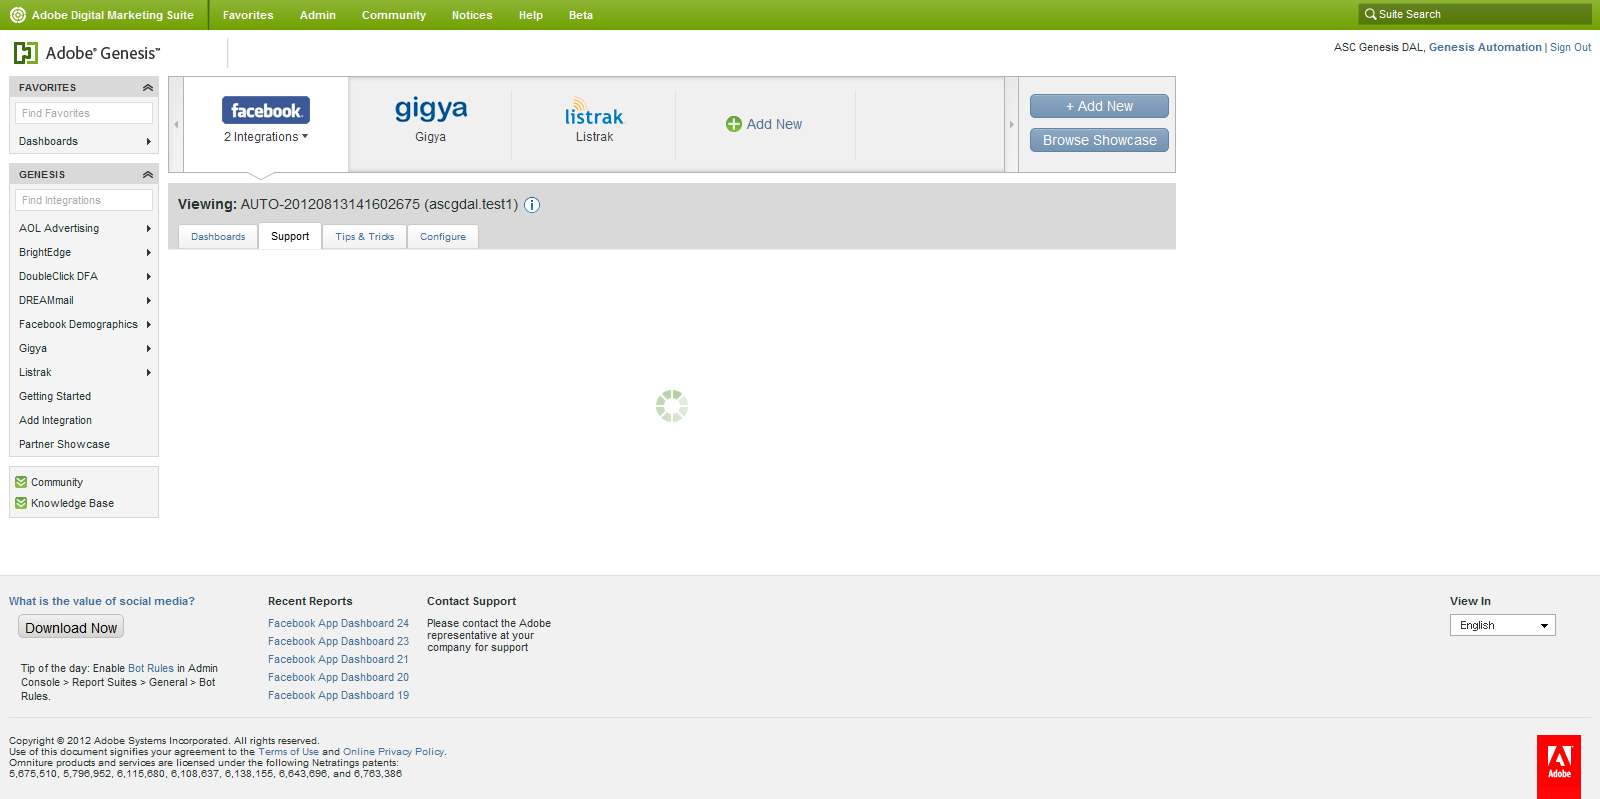 Adobe Digital Marketing Suite
Favorites
Admin
Community
Notices
Help
Beta
Suite Search
Adobe® Genesis™
ASC Genesis DAL, Genesis Automation | Sign Out
FAVORITES
Find Favorites
Dashboards
GENESIS
Find Integrations
AOL Advertising
BrightEdge
DoubleClick DFA
DREAMmail
Facebook Demographics
Gigya
Listrak
Getting Started
Add Integration
Partner Showcase
Community
Knowledge Base
facebook.
2 Integrations
gigya
Gigya
listrak
Listrak
Add New
+ Add New
Browse Showcase
Viewing: AUTO-20120813141602675 (ascgdal.test1)
Dashboards
Support
Tips & Tricks
Configure
What is the value of social media?
Download Now
Tip of the day: Enable Bot Rules in Admin
Console > Report Suites > General > Bot
Rules.
Recent Reports
Facebook App Dashboard 24
Facebook App Dashboard 23
Facebook App Dashboard 21
Facebook App Dashboard 20
Facebook App Dashboard 19
Contact Support
Please contact the Adobe
representative at your
company for support
View In
English
Copyright © 2012 Adobe Systems Incorporated. All rights reserved.
Use of this document signifies your agreement to the Terms of Use and Online Privacy Policy.
Omniture products and services are licensed under the following Netratings patents:
5,675,510, 5,796,952, 6,115,680, 6,108,637, 6,138,155, 6,643,696, and 6,763,386
Adobe